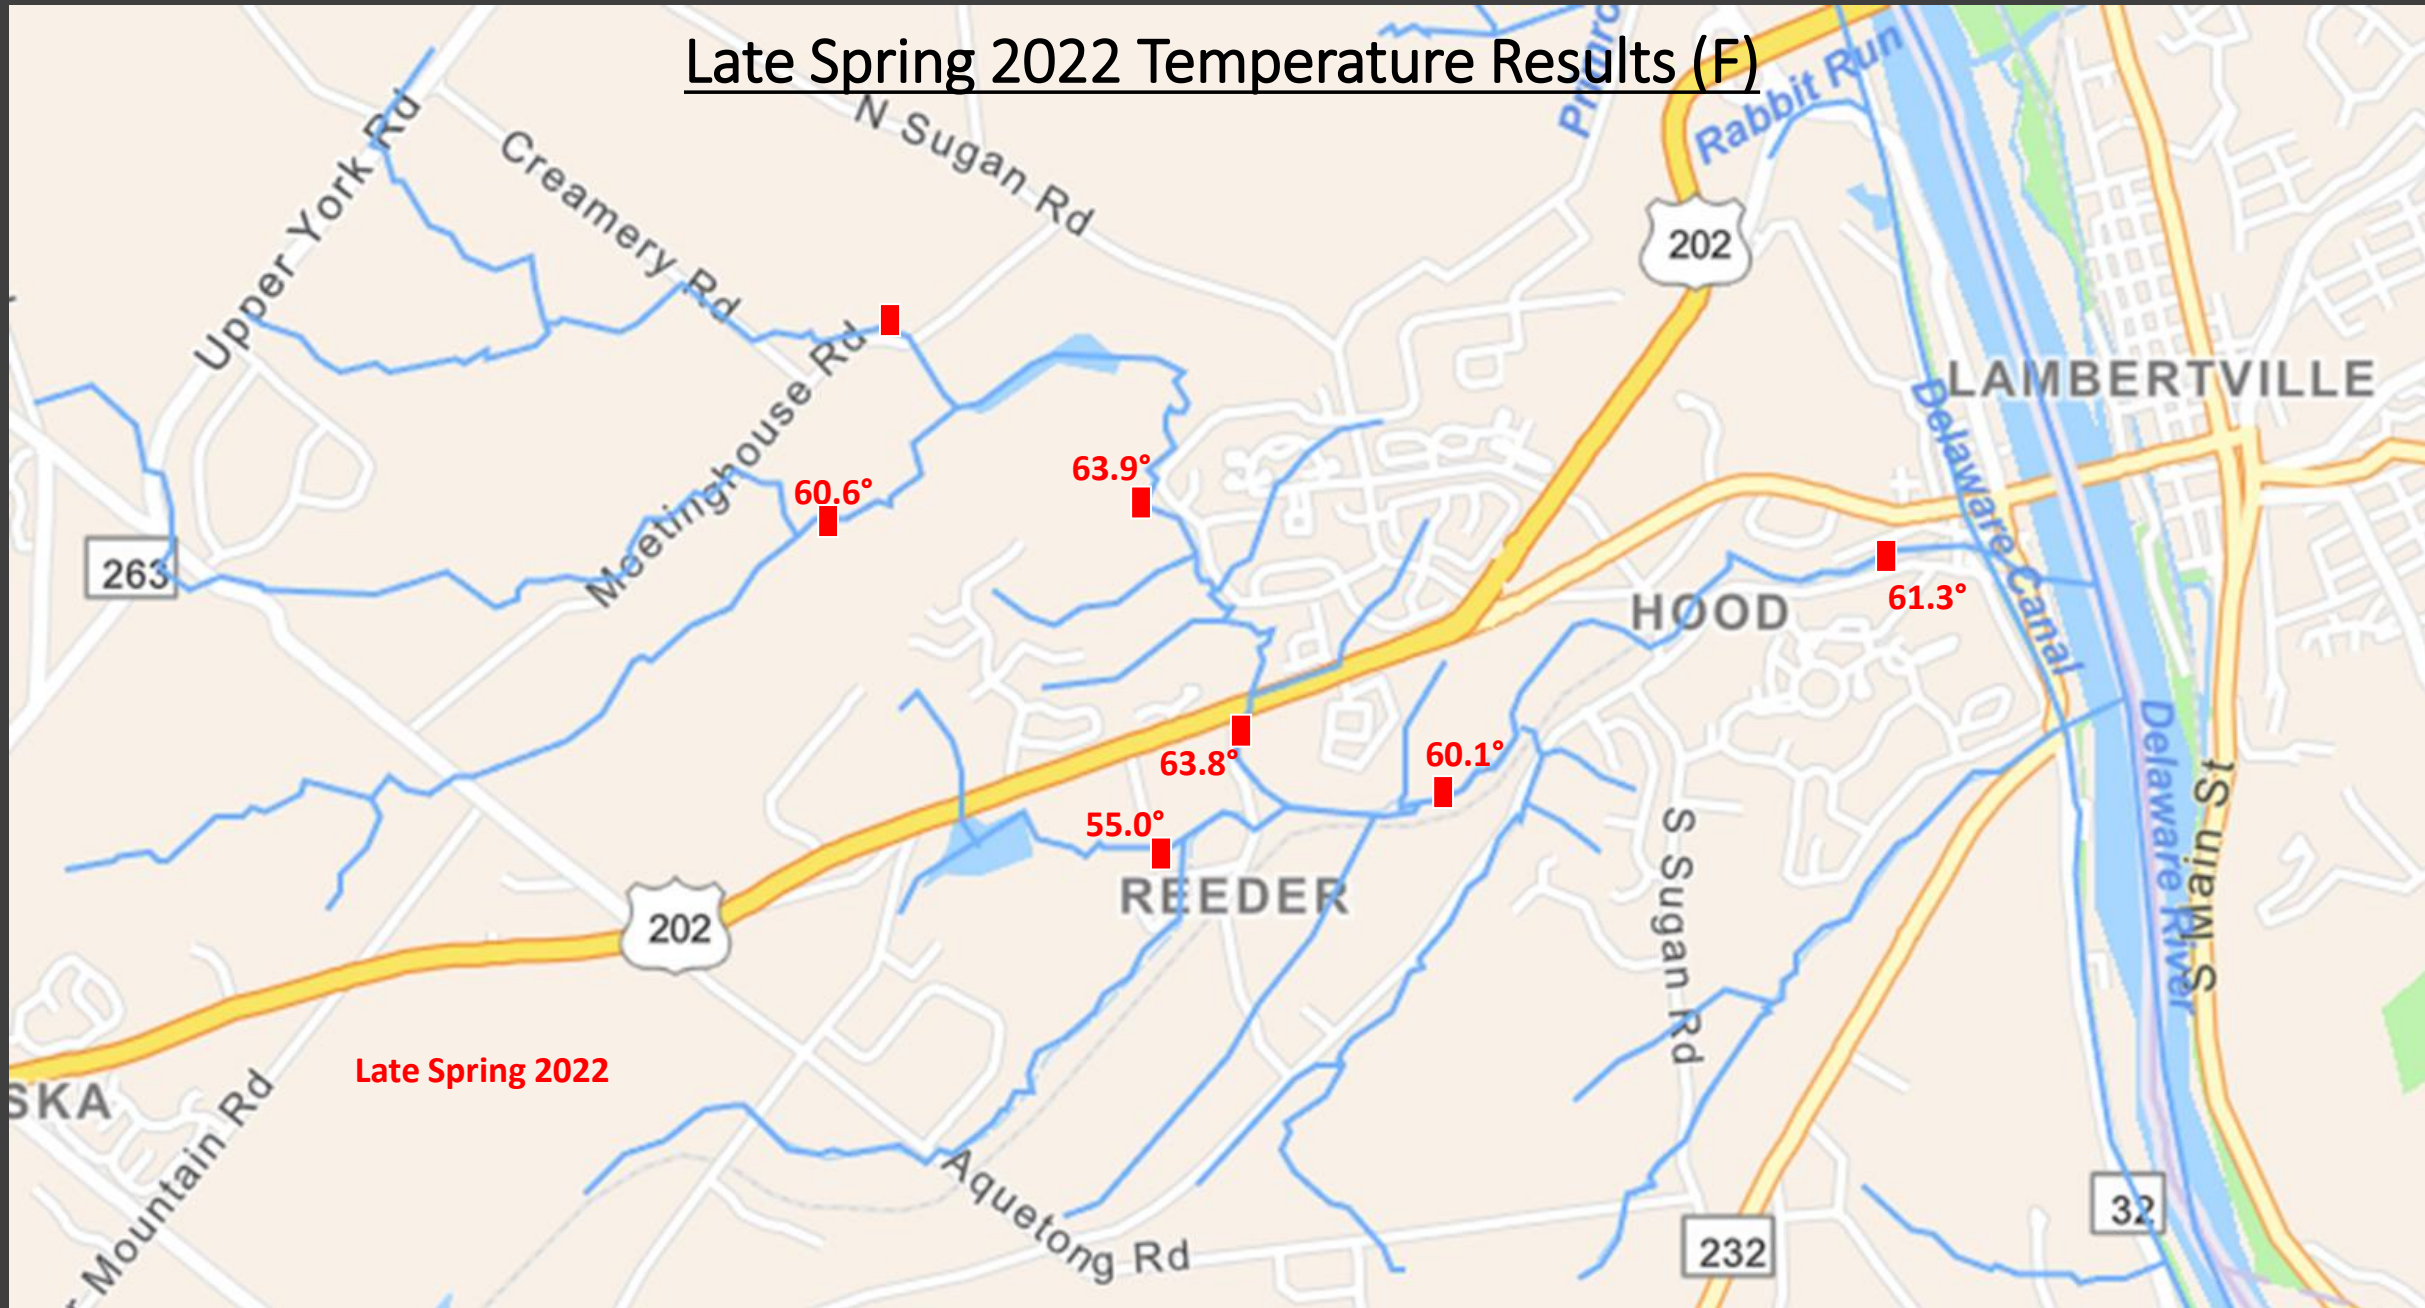 Late Spring 2022 Temperature Results (F)
Rabbit Run
N Sugan Rd
Upper York Rd
Creamery Rd
202
Meetinghouse Rd
LAMBERTVILLE
Delaware Canal
63.9°
60.6°
263
HOOD
61.3°
63.8°
60.1°
55.0°
REEDER
202
S Sugan Rd
Delaware River
S Main St
Late Spring 2022
SKA
Mountain Rd
Aquetong Rd
32
232